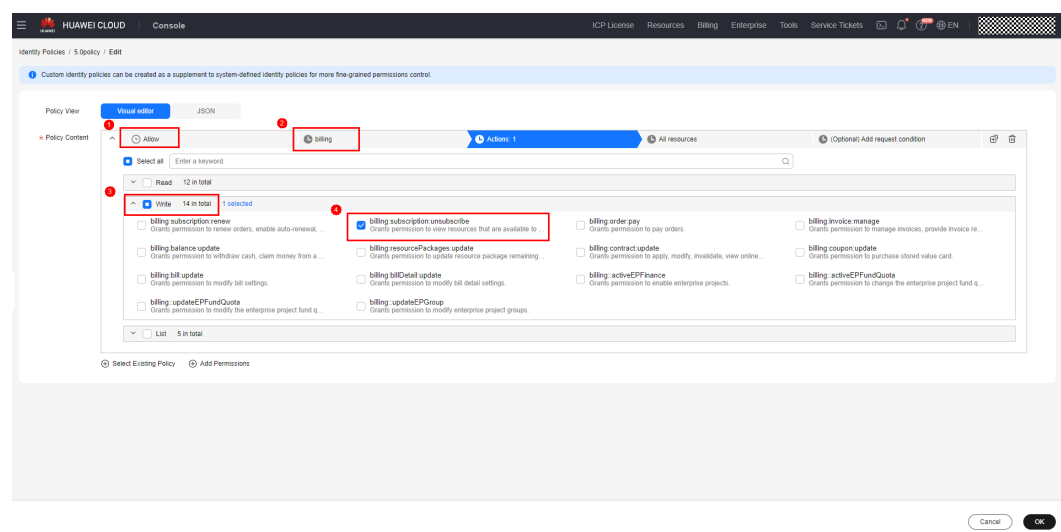 HUAWEI CLOUD Console ICP License Resources Billing Enterprise Tools Service Tickets EN
Identity Policies / 5.0policy / Edit
Custom identity policies can be created as a supplement to system-defined identity policies for more fine-grained permissions control.
Policy View Visual editor JSON
1 2
* Policy Content Allow billing Actions: 1 All resources (Optional) Add request condition
Select all Enter a keyword.
Read 12 in total
3
Write 14 in total 1 selected
4
billing:subscription:renew billing:subscription:unsubscribe billing:order:pay billing:invoice:manage
Grants permission to renew orders, enable auto-renewal, ... Grants permission to view resources that are available to ... Grants permission to pay orders. Grants permission to manage invoices, provide invoice re...
billing:balance:update billing:resourcePackages:update billing:contract:update billing:coupon:update
Grants permission to withdraw cash, claim money from a ... Grants permission to update resource package remaining... Grants permission to apply, modify, invalidate, view online... Grants permission to purchase stored value card.
billing:bill:update billing:billDetail:update billing::activeEPFinance billing::activeEPFundQuota
Grants permission to modify bill settings. Grants permission to modify bill detail settings. Grants permission to enable enterprise projects. Grants permission to change the enterprise project fund q...
billing::updateEPFundQuota billing::updateEPGroup
Grants permission to modify the enterprise project fund q... Grants permission to modify enterprise project groups.
List 5 in total
Select Existing Policy Add Permissions
Cancel OK